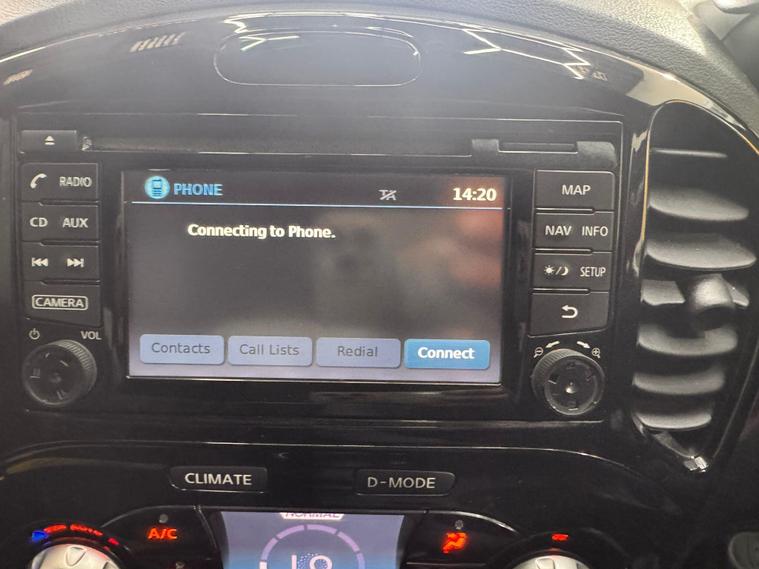 PHONE
TA
14:20
Connecting to Phone.
Contacts
Call Lists
Redial
Connect
RADIO
CD AUX
CAMERA
VOL
MAP
NAV INFO
SETUP
CLIMATE
D-MODE
A/C
NORMAL